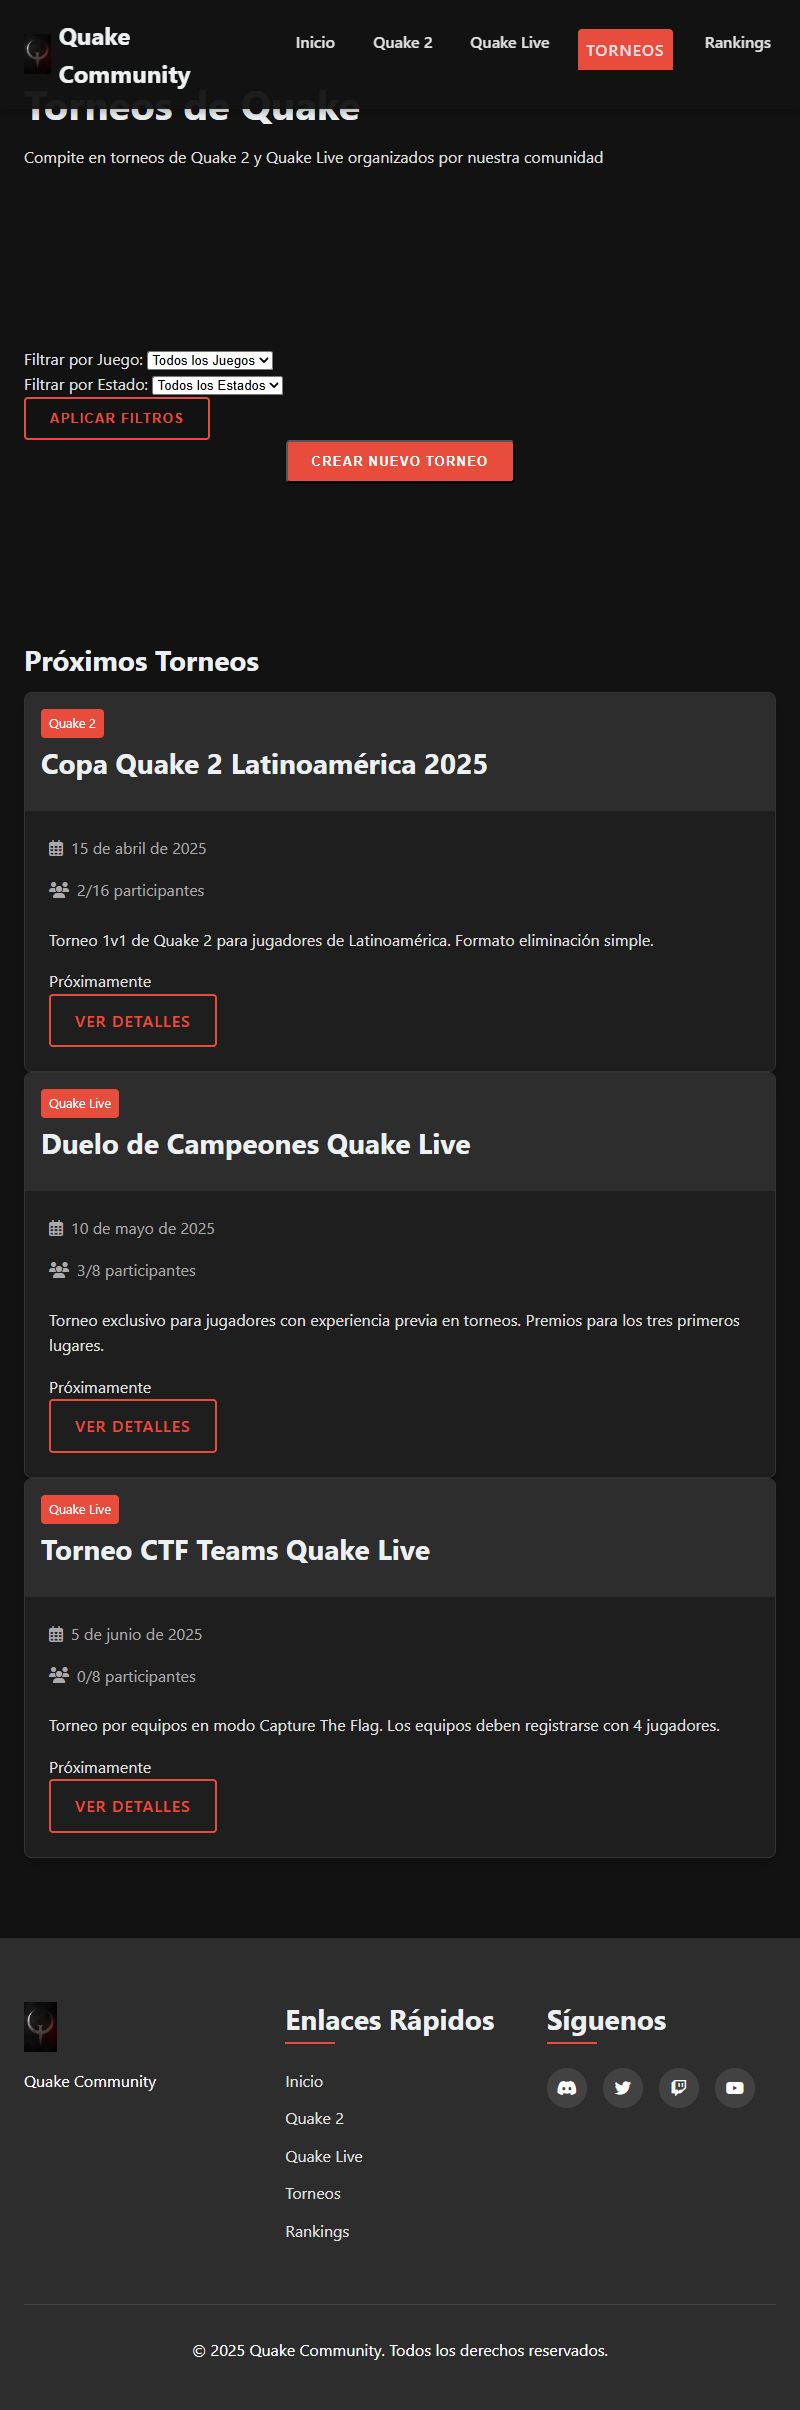 Quake
Community
Inicio
Quake 2
Quake Live
TORNEOS
Rankings
Torneos de Quake
Compite en torneos de Quake 2 y Quake Live organizados por nuestra comunidad
Filtrar por Juego: Todos los Juegos
Filtrar por Estado: Todos los Estados
APLICAR FILTROS
CREAR NUEVO TORNEO
Próximos Torneos
Quake 2
Copa Quake 2 Latinoamérica 2025
15 de abril de 2025
2/16 participantes
Torneo 1v1 de Quake 2 para jugadores de Latinoamérica. Formato eliminación simple.
Próximamente
VER DETALLES
Quake Live
Duelo de Campeones Quake Live
10 de mayo de 2025
3/8 participantes
Torneo exclusivo para jugadores con experiencia previa en torneos. Premios para los tres primeros
lugares.
Próximamente
VER DETALLES
Quake Live
Torneo CTF Teams Quake Live
5 de junio de 2025
0/8 participantes
Torneo por equipos en modo Capture The Flag. Los equipos deben registrarse con 4 jugadores.
Próximamente
VER DETALLES
Quake Community
Enlaces Rápidos
Inicio
Quake 2
Quake Live
Torneos
Rankings
Síguenos
© 2025 Quake Community. Todos los derechos reservados.